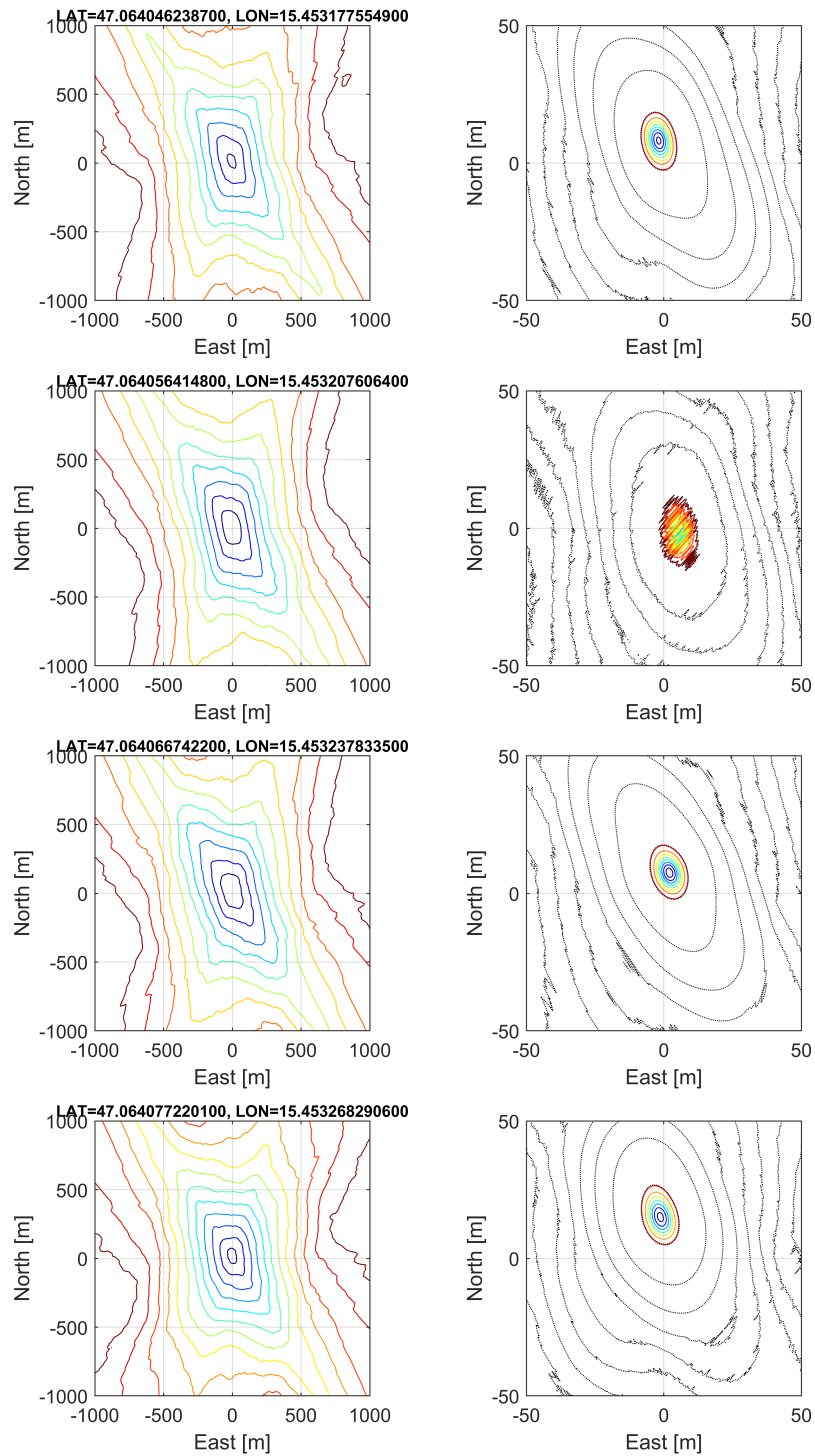 LAT=47.064046238700, LON=15.453177554900
1000
500
0
-500
-1000
North [m]
-1000 -500 0 500 1000
East [m]
50
0
-50
North [m]
-50 0 50
East [m]
LAT=47.064056414800, LON=15.453207606400
1000
500
0
-500
-1000
North [m]
-1000 -500 0 500 1000
East [m]
50
0
-50
North [m]
-50 0 50
East [m]
LAT=47.064066742200, LON=15.453237833500
1000
500
0
-500
-1000
North [m]
-1000 -500 0 500 1000
East [m]
50
0
-50
North [m]
-50 0 50
East [m]
LAT=47.064077220100, LON=15.453268290600
1000
500
0
-500
-1000
North [m]
-1000 -500 0 500 1000
East [m]
50
0
-50
North [m]
-50 0 50
East [m]